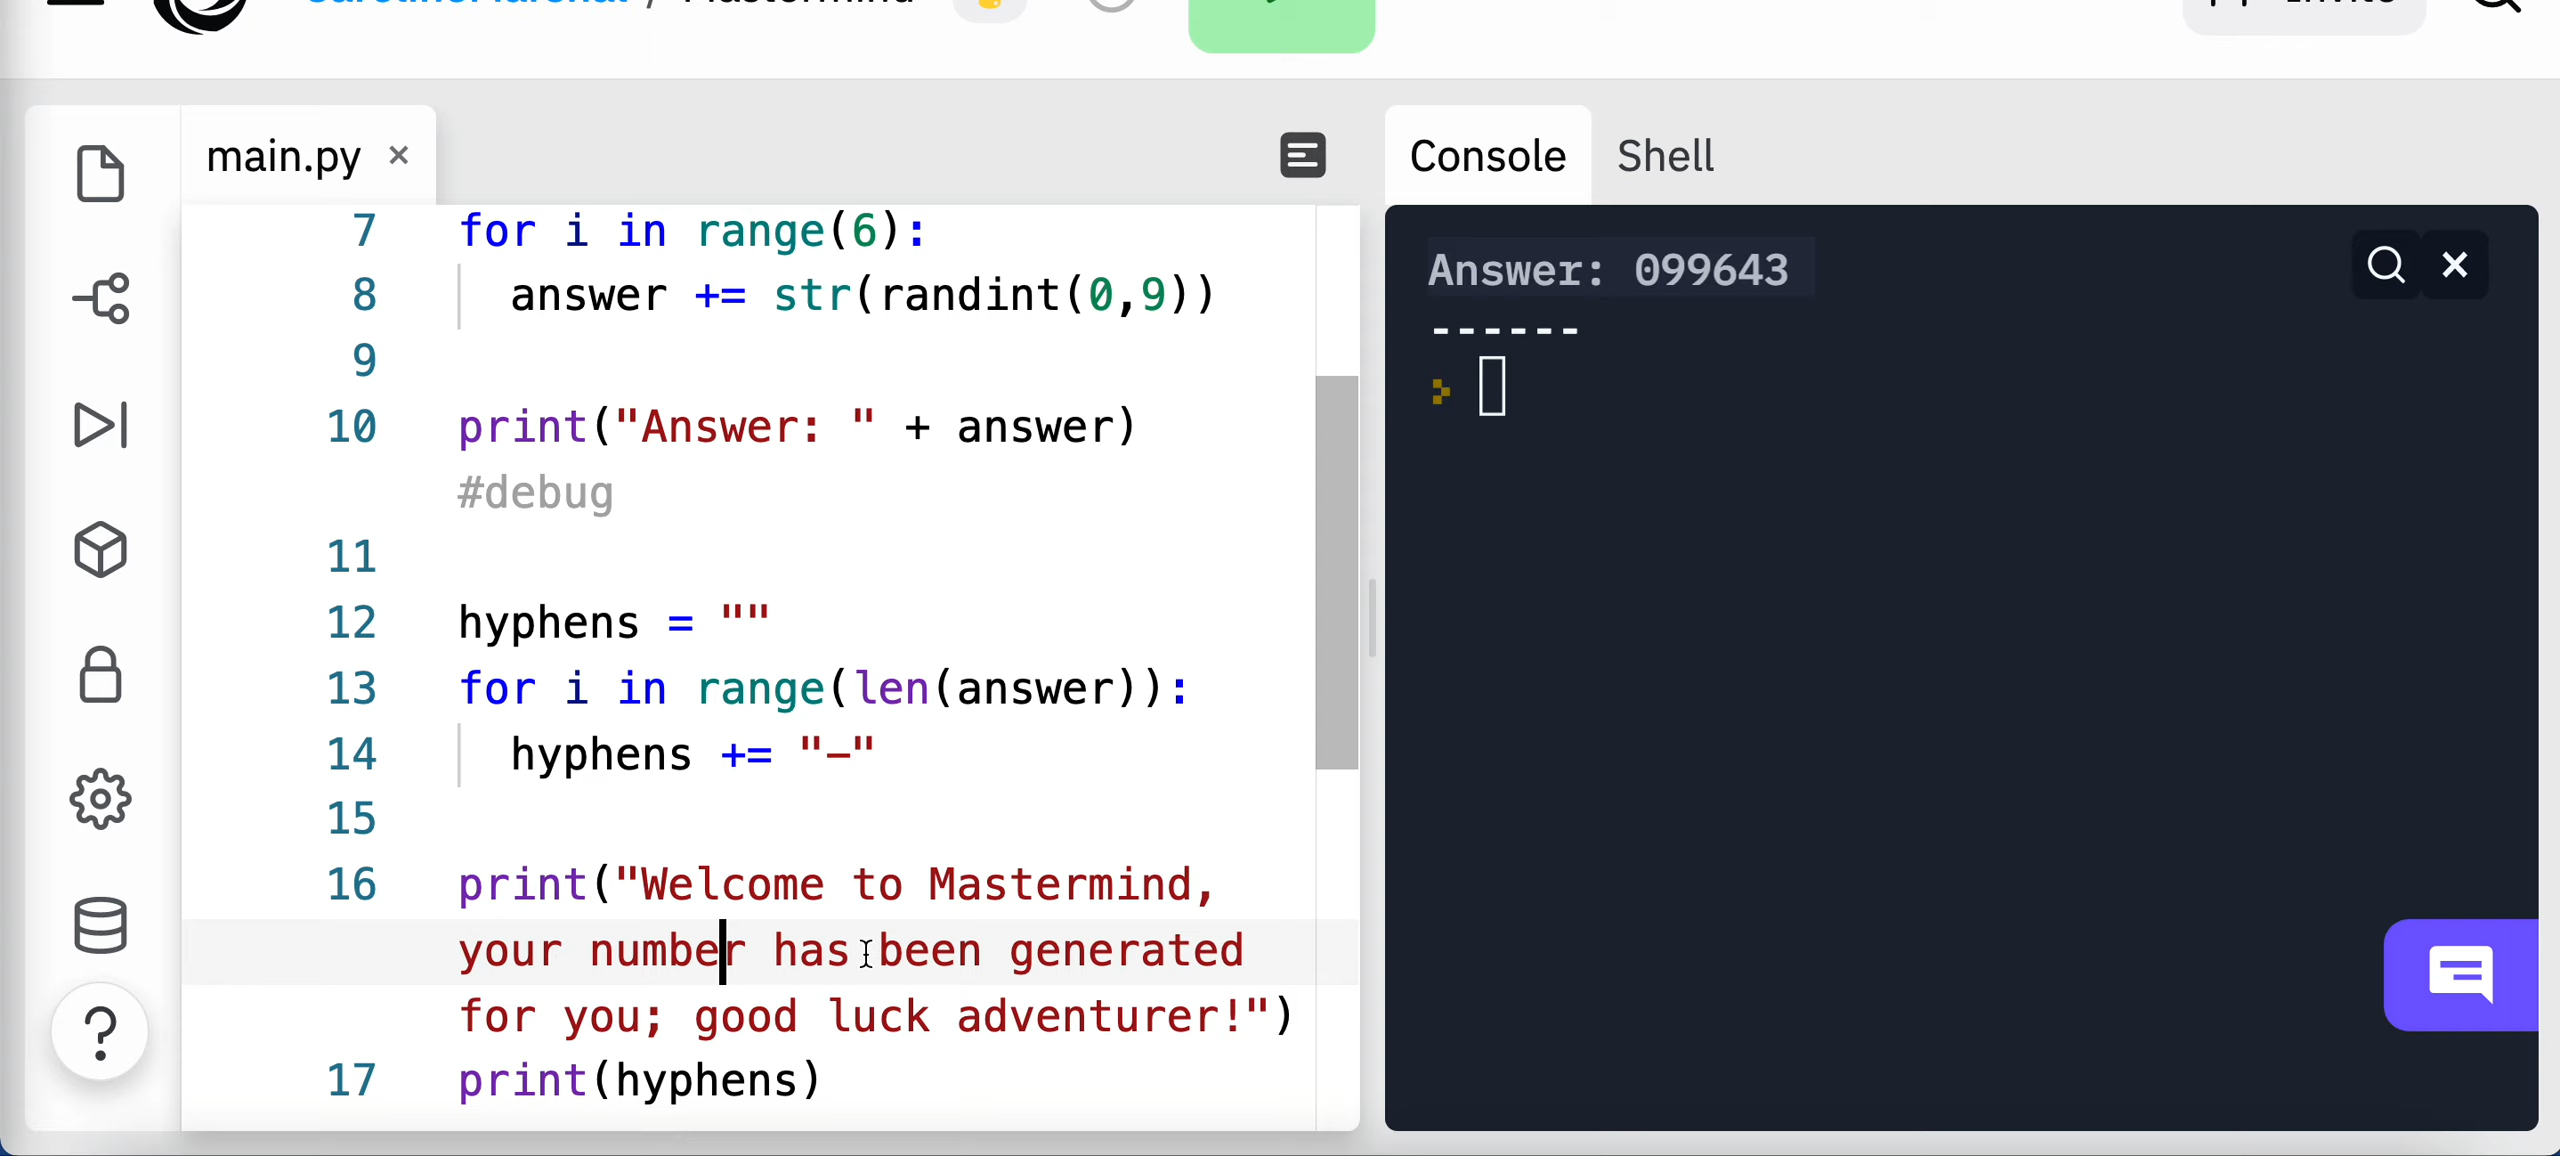 main.py ×
7 for i in range(6):
8 answer += str(randint(0,9))
9
10 print("Answer: " + answer)
#debug
11
12 hyphens = ""
13 for i in range(len(answer)):
14 hyphens += "-"
15
16 print("Welcome to Mastermind,
your number has been generated
for you; good luck adventurer!")
17 print(hyphens)
Console Shell
Answer: 099643
------